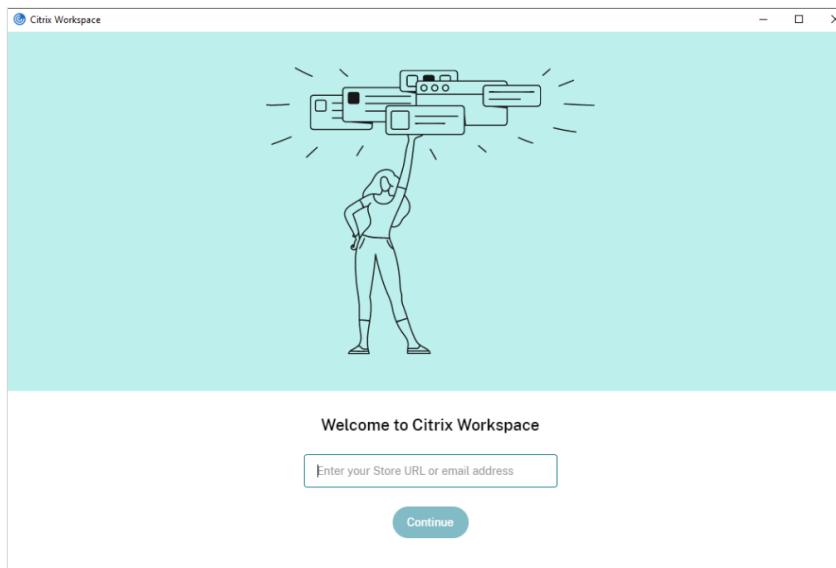 Citrix Workspace
Welcome to Citrix Workspace
Enter your Store URL or email address
Continue